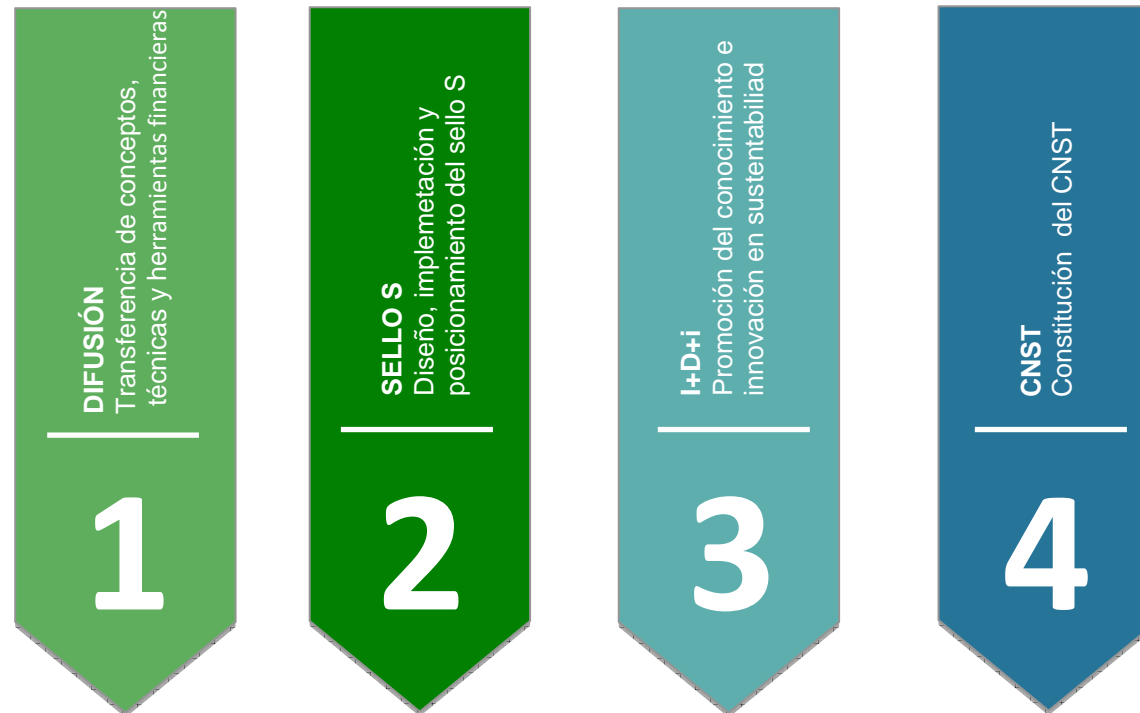 DIFUSIÓN
Transferencia de conceptos,
técnicas y herramientas financieras
1
SELLO S
Diseño, implemetación y
posicionamiento del sello S
2
I+D+i
Promoción del conocimiento e
innovación en sustentabiliad
3
CNST
Constitución del CNST
4